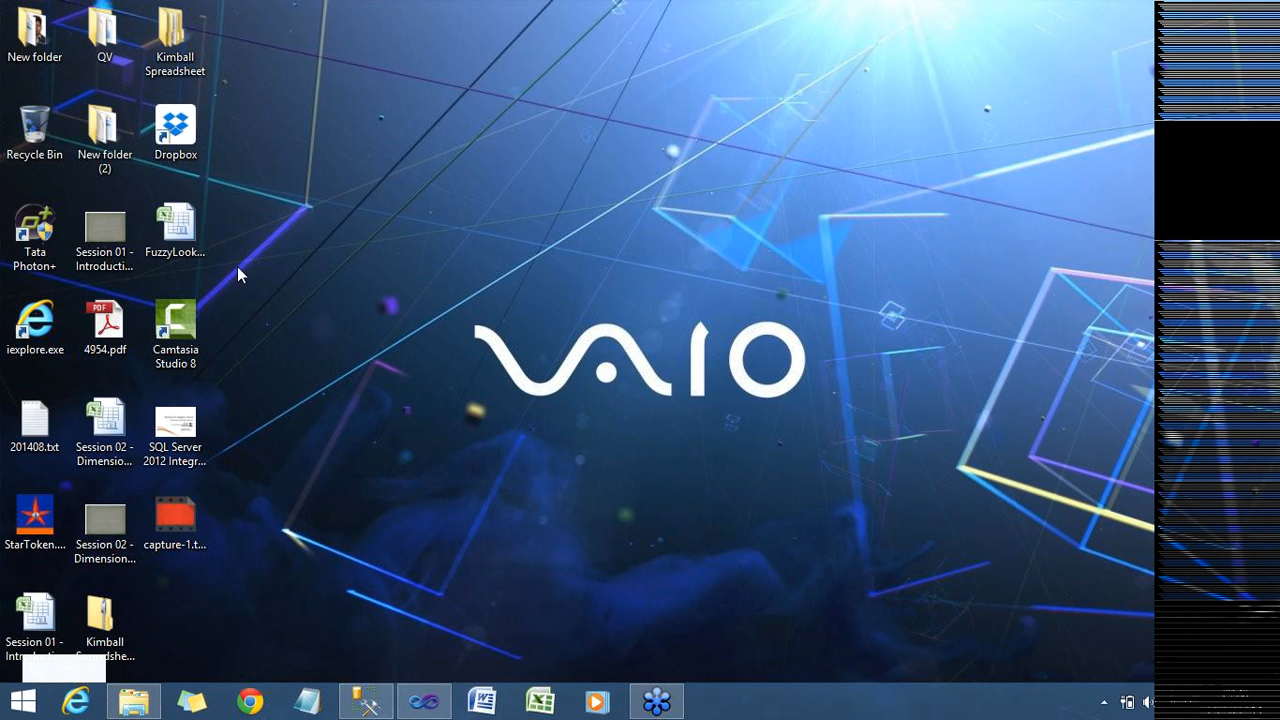 New folder
QV
Kimball
Spreadsheet
Recycle Bin
New folder
(2)
Dropbox
Tata
Photon+
Session 01 -
Introducti...
FuzzyLook...
iexplore.exe
PDF
4954.pdf
Camtasia
Studio 8
201408.txt
Session 02 -
Dimensio...
SQL Server
2012 Integr...
StarToken....
Session 02 -
Dimension...
capture-1.t...
Session 01 -
Kimball
VAIO